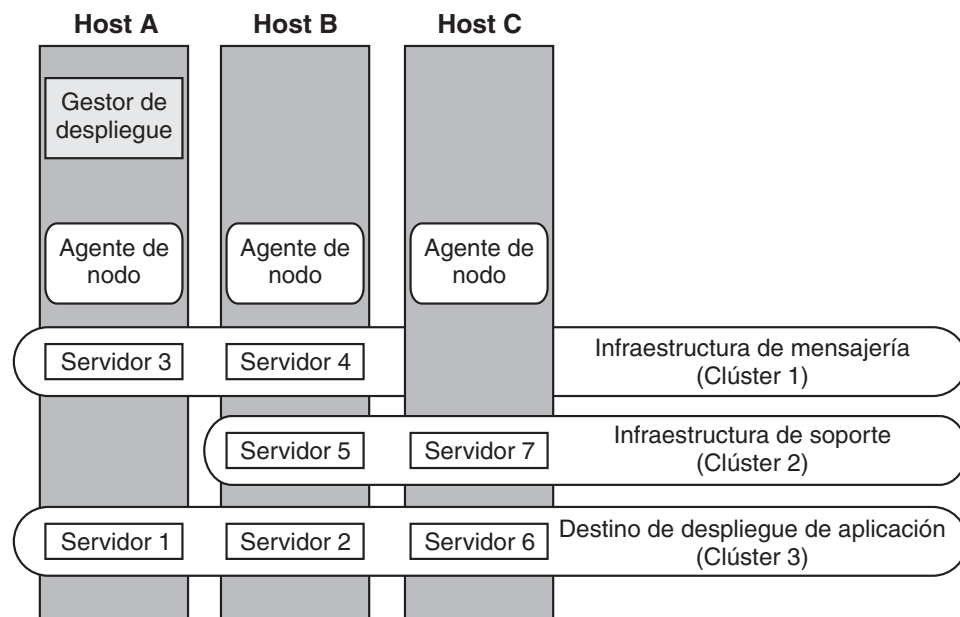 Host A
Host B
Host C
Gestor de
despliegue
Agente de
nodo
Agente de
nodo
Agente de
nodo
Servidor 3
Servidor 4
Infraestructura de mensajería
(Clúster 1)
Servidor 5
Servidor 7
Infraestructura de soporte
(Clúster 2)
Servidor 1
Servidor 2
Servidor 6
Destino de despliegue de aplicación
(Clúster 3)